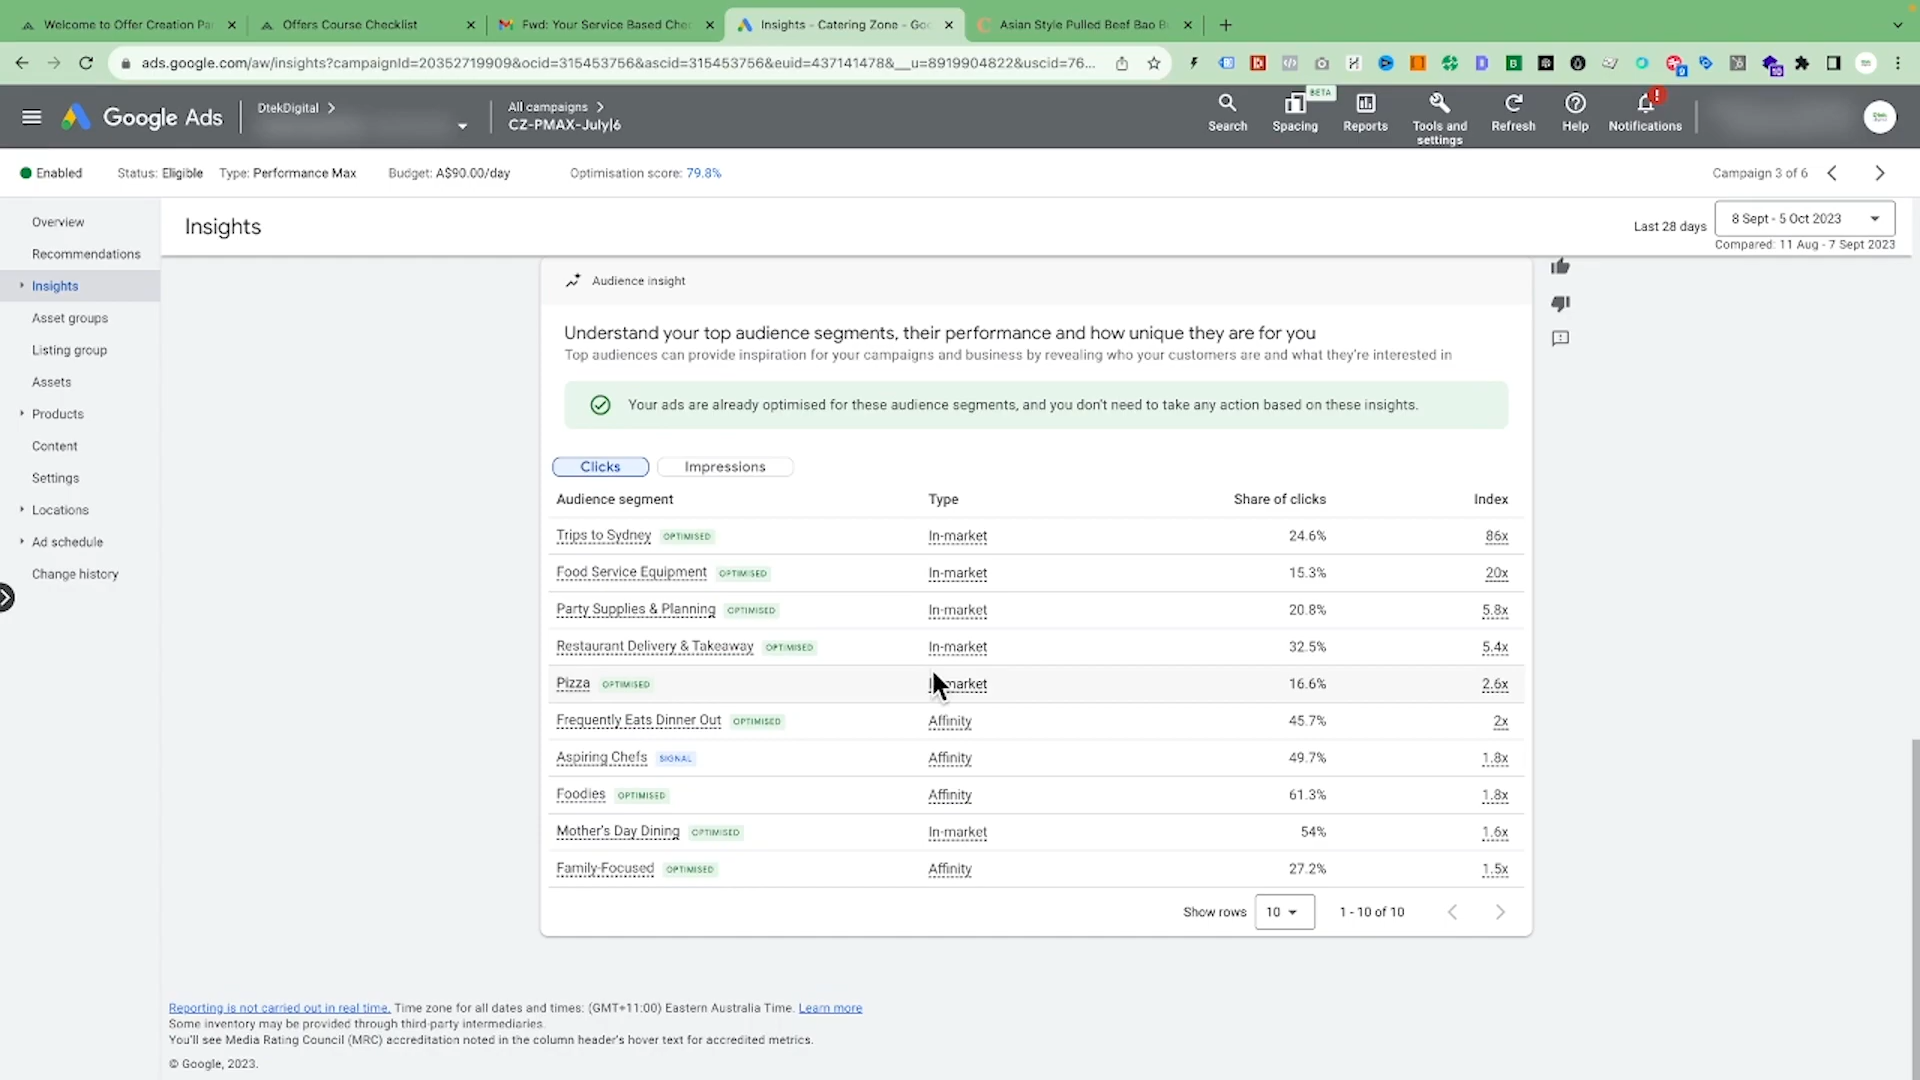 Welcome to Offer Creation Pa
Offers Course Checklist
Fwd: Your Service Based Che
Insights - Catering Zone - Goo
Asian Style Pulled Beef Bao B
ads.google.com/aw/insights?campaignId=20352719909&ocid=315453756&ascid=315453756&euid=437141478&__u=8919904822&uscid=76...
Google Ads
DtekDigital
All campaigns
CZ-PMAX-July|6
Search
BETA
Spacing
Reports
Tools and settings
Refresh
Help
Notifications
Enabled
Status: Eligible
Type: Performance Max
Budget: A$90.00/day
Optimisation score: 79.8%
Campaign 3 of 6
Overview
Recommendations
Insights
Asset groups
Listing group
Assets
Products
Content
Settings
Locations
Ad schedule
Change history
Insights
Last 28 days
8 Sept - 5 Oct 2023
Compared: 11 Aug - 7 Sept 2023
Audience insight
Understand your top audience segments, their performance and how unique they are for you
Top audiences can provide inspiration for your campaigns and business by revealing who your customers are and what they're interested in
Your ads are already optimised for these audience segments, and you don't need to take any action based on these insights.
Clicks
Impressions
Audience segment Type Share of clicks Index
Trips to Sydney OPTIMISED In-market 24.6% 86x
Food Service Equipment OPTIMISED In-market 15.3% 20x
Party Supplies & Planning OPTIMISED In-market 20.8% 5.8x
Restaurant Delivery & Takeaway OPTIMISED In-market 32.5% 5.4x
Pizza OPTIMISED market 16.6% 2.6x
Frequently Eats Dinner Out OPTIMISED Affinity 45.7% 2x
Aspiring Chefs SIGNAL Affinity 49.7% 1.8x
Foodies OPTIMISED Affinity 61.3% 1.8x
Mother's Day Dining OPTIMISED In-market 54% 1.6x
Family-Focused OPTIMISED Affinity 27.2% 1.5x
Show rows 10 1 - 10 of 10
Reporting is not carried out in real time. Time zone for all dates and times: (GMT+11:00) Eastern Australia Time. Learn more
Some inventory may be provided through third-party intermediaries.
You'll see Media Rating Council (MRC) accreditation noted in the column header's hover text for accredited metrics.
© Google, 2023.